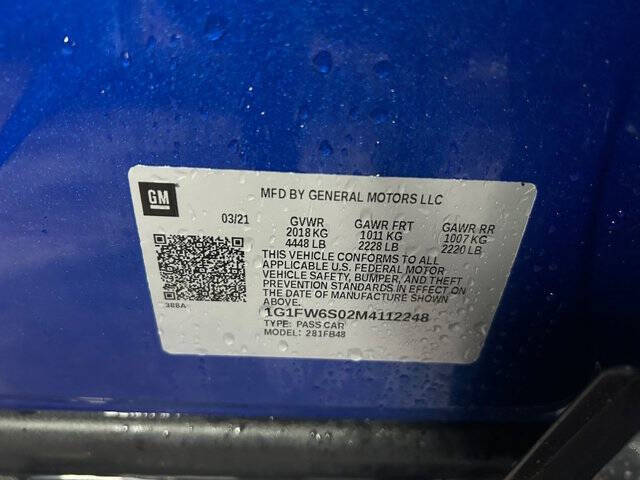 GM
MFD BY GENERAL MOTORS LLC
03/21 GVWR GAWR FRT GAWR RR
2018 KG 1011 KG 1007 KG
4448 LB 2228 LB 2220 LB
THIS VEHICLE CONFORMS TO ALL
APPLICABLE U.S. FEDERAL MOTOR
VEHICLE SAFETY, BUMPER, AND THEFT
PREVENTION STANDARDS IN EFFECT ON
THE DATE OF MANUFACTURE SHOWN
ABOVE.
388A
1G1FW6S02M4112248
TYPE: PASS CAR
MODEL: 281FB48